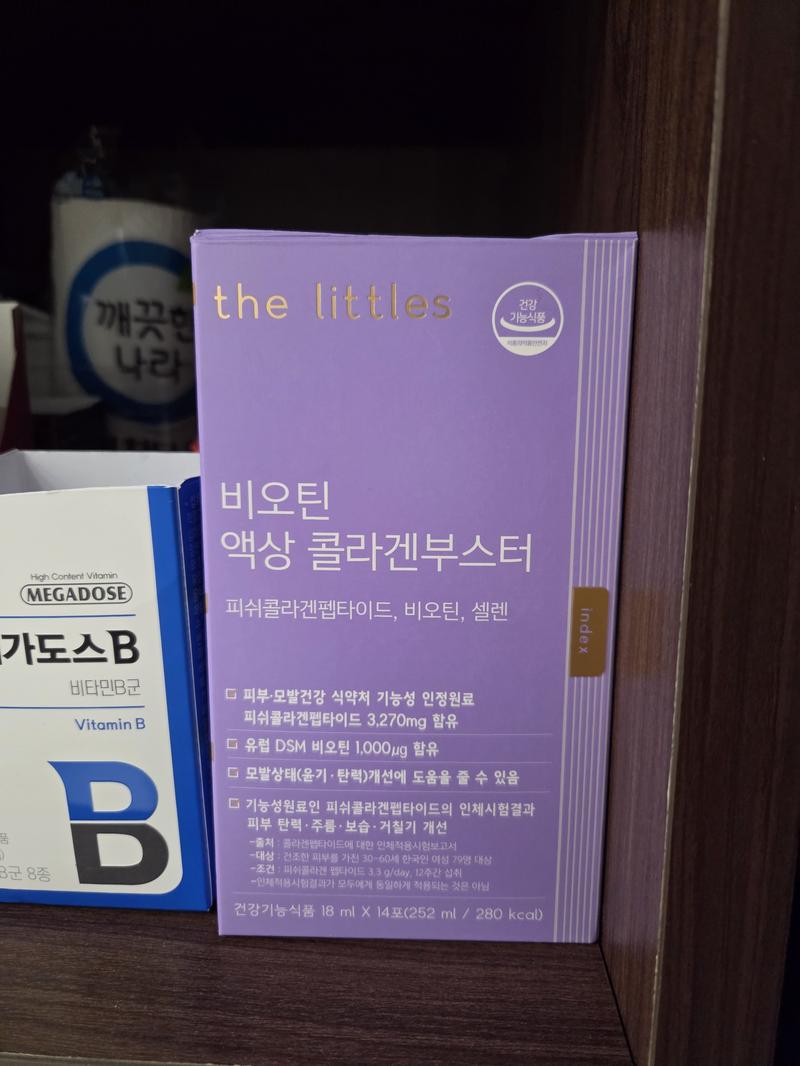 깨끗한
나라
High Content Vitamin
MEGADOSE
가도스B
비타민B군
Vitamin B
B
B군 8종
the littles
건강
기능식품
식품의약품안전처
비오틴
액상 콜라겐부스터
피쉬콜라겐펩타이드, 비오틴, 셀렌
index
피부·모발건강 식약처 기능성 인정원료
피쉬콜라겐펩타이드 3,270mg 함유
유럽 DSM 비오틴 1,000µg 함유
모발상태(윤기·탄력)개선에 도움을 줄 수 있음
기능성원료인 피쉬콜라겐펩타이드의 인체시험결과
피부 탄력·주름·보습·거칠기 개선
-출처 : 콜라겐펩타이드에 대한 인체적용시험보고서
-대상 : 건조한 피부를 가진 30-60세 한국인 여성 79명 대상
-조건 : 피쉬콜라겐 펩타이드 3.3 g/day, 12주간 섭취
-인체적용시험결과가 모두에게 동일하게 적용되는 것은 아님
건강기능식품 18 ml X 14포(252 ml / 280 kcal)